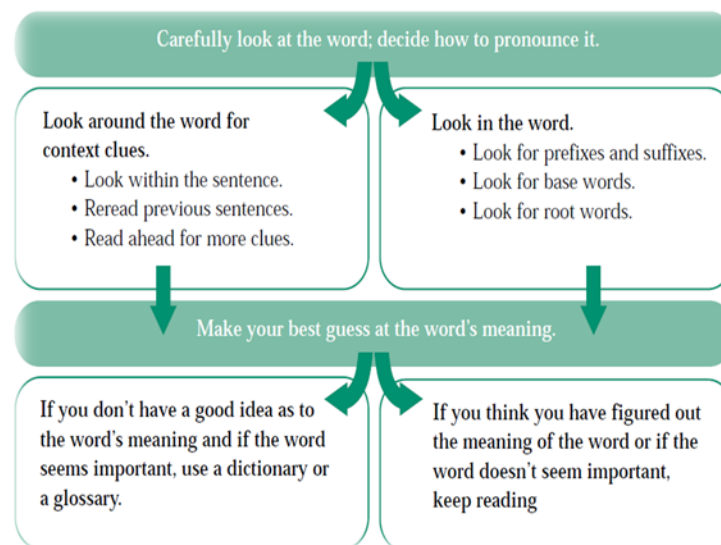 Carefully look at the word; decide how to pronounce it.
Look around the word for
context clues.
• Look within the sentence.
• Reread previous sentences.
• Read ahead for more clues.
Look in the word.
• Look for prefixes and suffixes.
• Look for base words.
• Look for root words.
Make your best guess at the word's meaning.
If you don't have a good idea as to
the word's meaning and if the word
seems important, use a dictionary or
a glossary.
If you think you have figured out
the meaning of the word or if the
word doesn't seem important,
keep reading